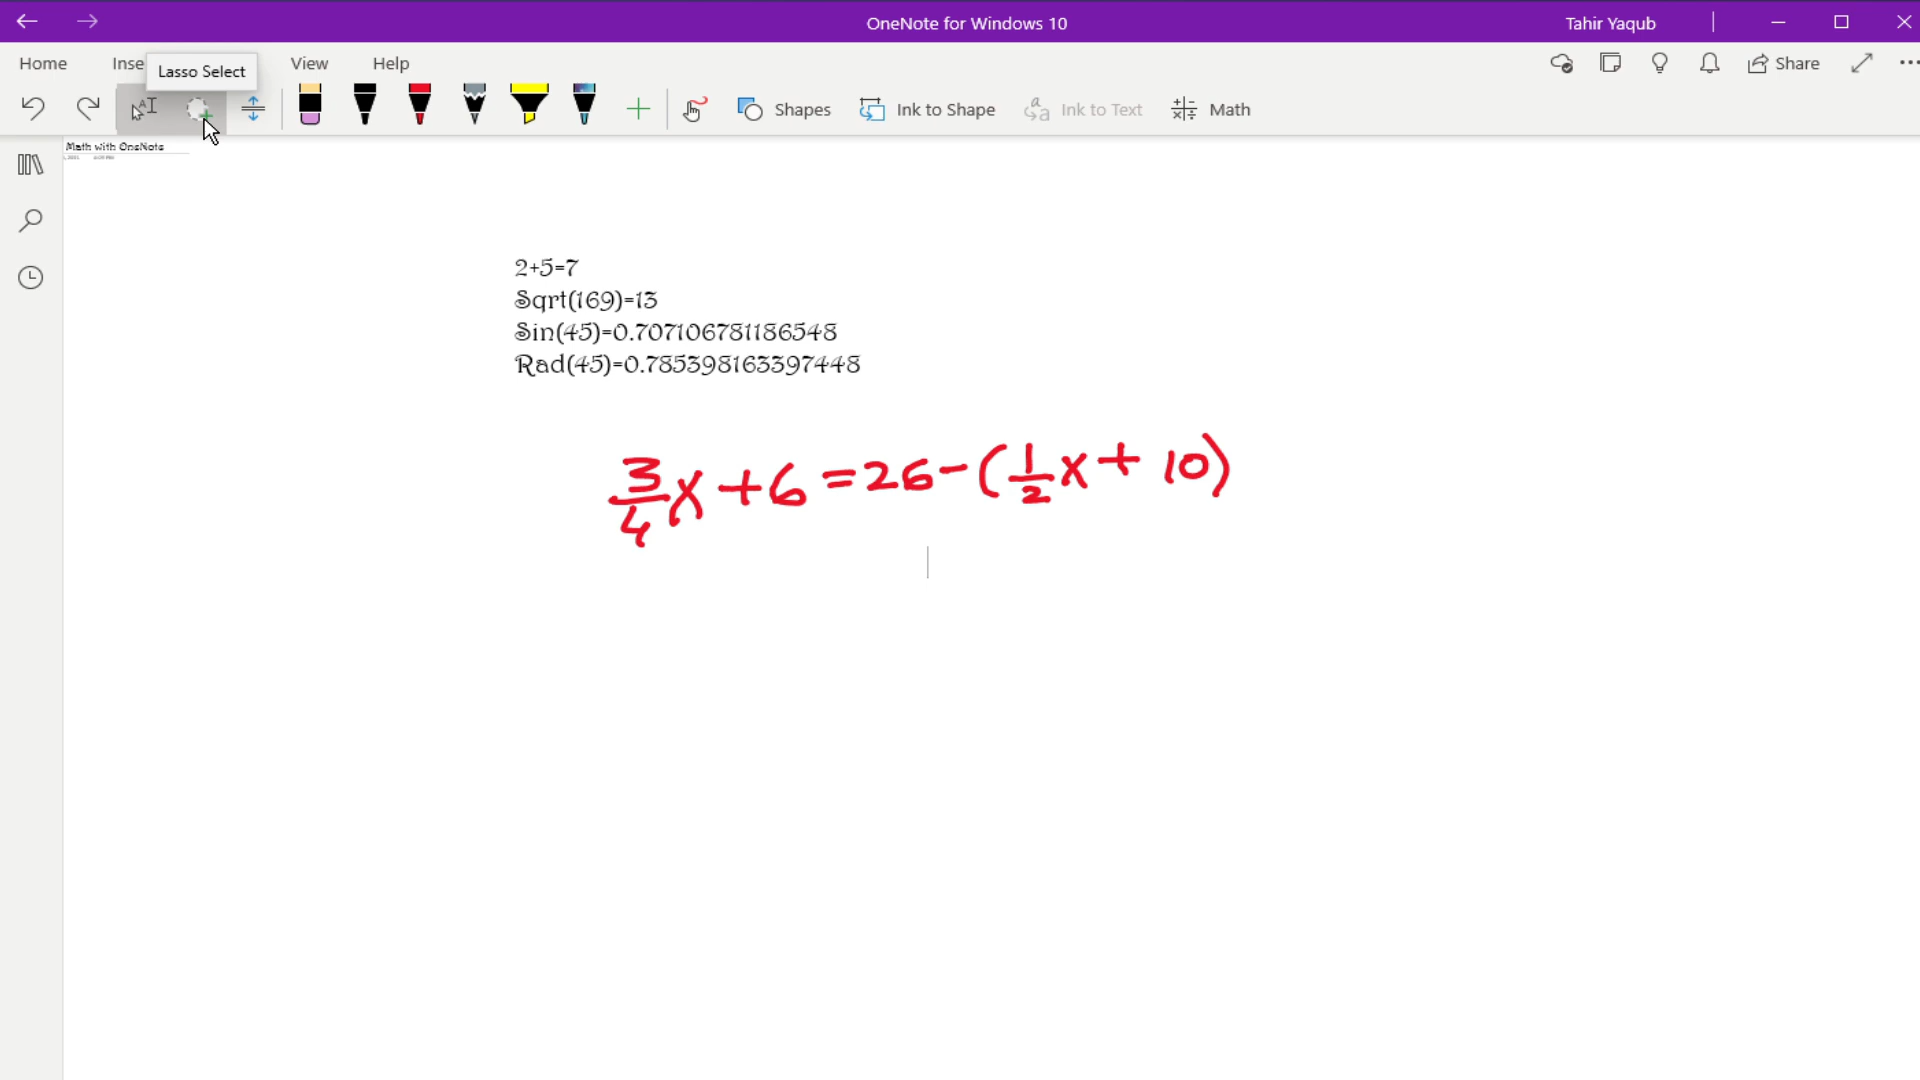 OneNote for Windows 10
Tahir Yaqub
Home
Inse
Lasso Select
View
Help
Share
Shapes
Ink to Shape
Ink to Text
Math
Math with OneNote
2+5=7
Sqrt(169)=13
Sin(45)=0.707106781186548
Rad(45)=0.785398163397448
3/4 x + 6 = 26 - (1/2 x + 10)